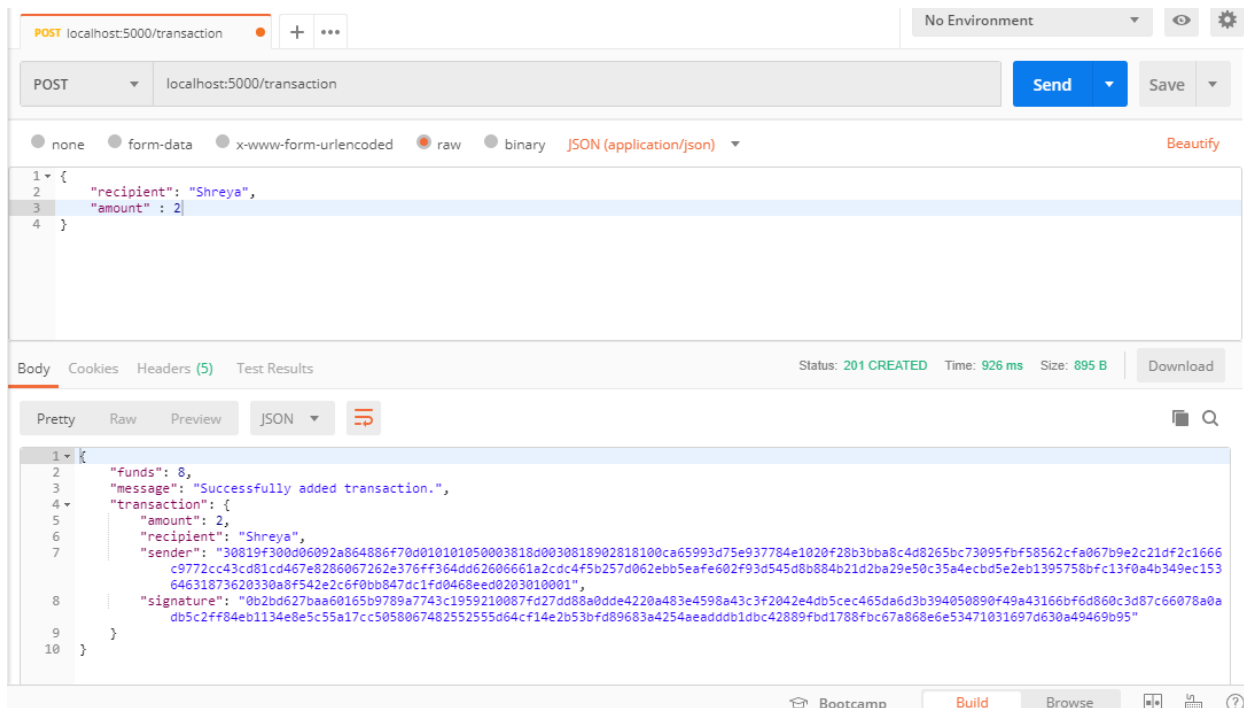 POST localhost:5000/transaction
No Environment
POST localhost:5000/transaction Send Save
none form-data x-www-form-urlencoded raw binary JSON (application/json) Beautify
1 {
2 "recipient": "Shreya",
3 "amount" : 2
4 }
Body Cookies Headers (5) Test Results Status: 201 CREATED Time: 926 ms Size: 895 B Download
Pretty Raw Preview JSON
1 {
2 "funds": 8,
3 "message": "Successfully added transaction.",
4 "transaction": {
5 "amount": 2,
6 "recipient": "Shreya",
7 "sender": "30819f300d06092a864886f70d010101050003818d0030818902818100ca65993d75e937784e1020f28b3bba8c4d8265bc73095fbf58562cfa067b9e2c21df2c1666
c9772cc43cd81cd467e8286067262e376ff364dd62606661a2cdc4f5b257d062ebb5eafe602f93d545d8b884b21d2ba29e50c35a4ecbd5e2eb1395758bfc13f0a4b349ec153
64631873620330a8f542e2c6f0bb847dc1fd0468eed0203010001",
8 "signature": "0b2bd627baa60165b9789a7743c1959210087fd27dd88a0dde4220a483e4598a43c3f2042e4db5cec465da6d3b394050890f49a43166bf6d860c3d87c66078a0a
db5c2ff84eb1134e8e5c55a17cc5058067482552555d64cf14e2b53bfd89683a4254aeadddb1dbc42889fbd1788fbc67a868e6e53471031697d630a49469b95"
9 }
10 }
Bootcamp Build Browse